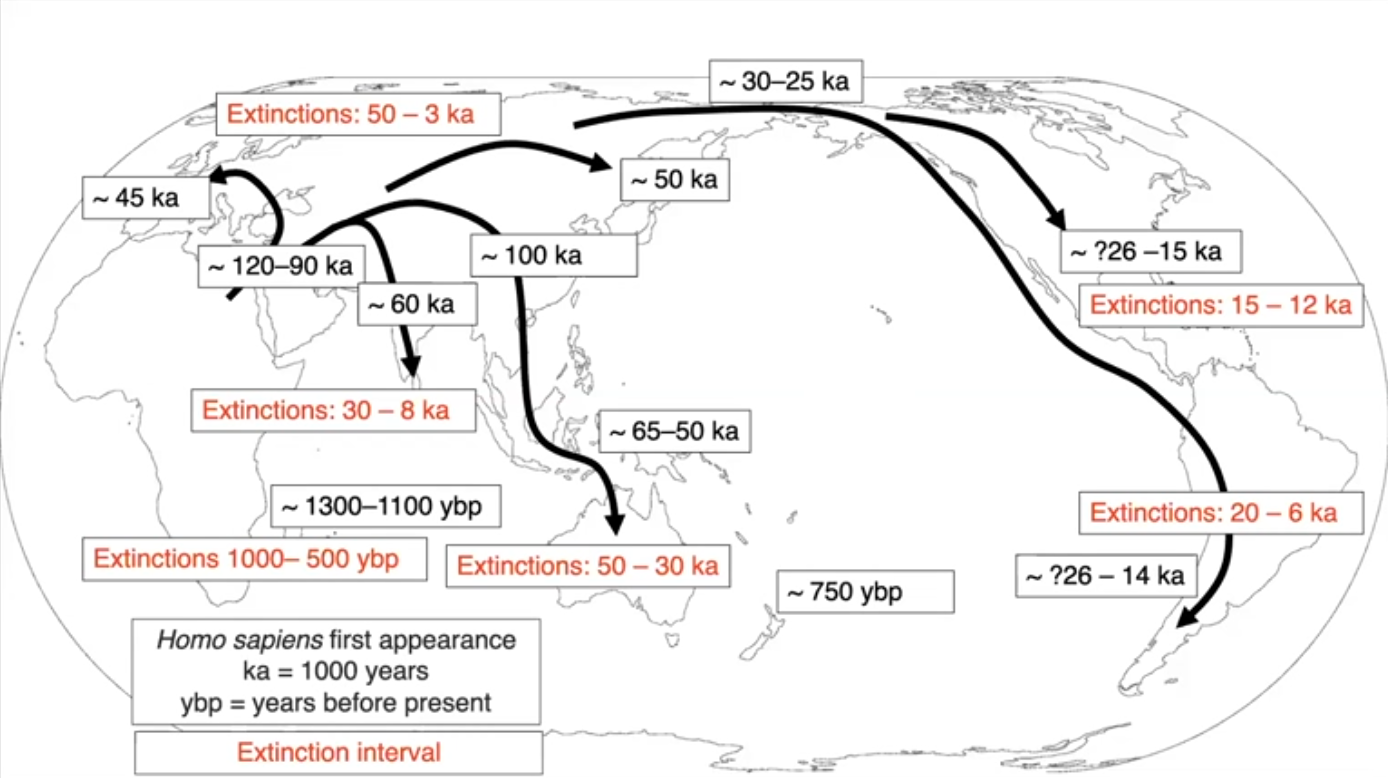 ~ 30–25 ka
Extinctions: 50 – 3 ka
~ 45 ka
~ 50 ka
~ 120–90 ka
~ 100 ka
~ ?26 –15 ka
~ 60 ka
Extinctions: 15 – 12 ka
Extinctions: 30 – 8 ka
~ 65–50 ka
~ 1300–1100 ybp
Extinctions: 20 – 6 ka
Extinctions 1000– 500 ybp
Extinctions: 50 – 30 ka
~ ?26 – 14 ka
~ 750 ybp
Homo sapiens first appearance
ka = 1000 years
ybp = years before present
Extinction interval